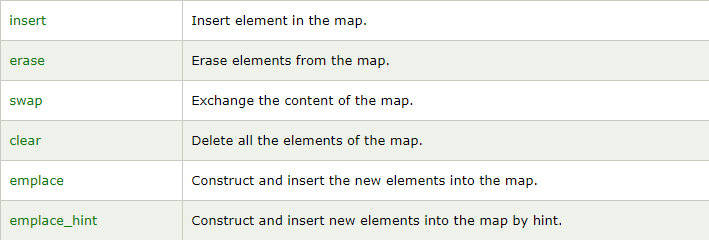 insert Insert element in the map.
erase Erase elements from the map.
swap Exchange the content of the map.
clear Delete all the elements of the map.
emplace Construct and insert the new elements into the map.
emplace_hint Construct and insert new elements into the map by hint.